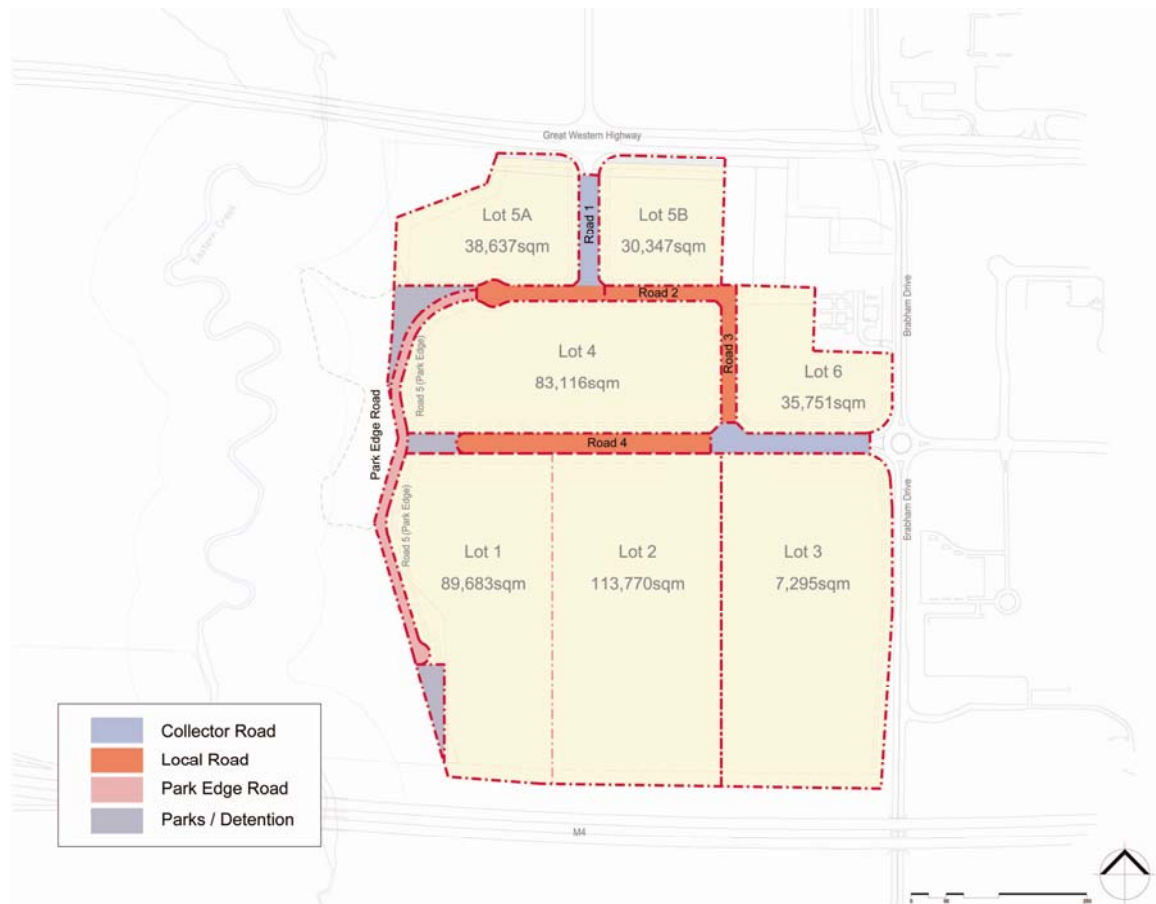 Great Western Highway
Eastern Creek
Lot 5A
38,637sqm
Road 1
Lot 5B
30,347sqm
Road 2
Brabham Drive
Road 3
Lot 4
83,116sqm
Road 5 (Park Edge)
Lot 6
35,751sqm
Park Edge Road
Road 4
Road 5 (Park Edge)
Brabham Drive
Lot 1
89,683sqm
Lot 2
113,770sqm
Lot 3
7,295sqm
Collector Road
Local Road
Park Edge Road
Parks / Detention
M4